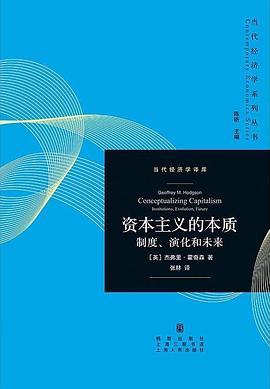 当代经济学系列丛书
Contemporary Economics Series
陈昕 主编
当代经济学译库
Geoffrey M. Hodgson
Conceptualizing Capitalism
Institutions, Evolution, Future
资本主义的本质
制度、演化和未来
[英] 杰弗里·霍奇森 著
张林 译
格致出版社
上海三联书店
上海人民出版社